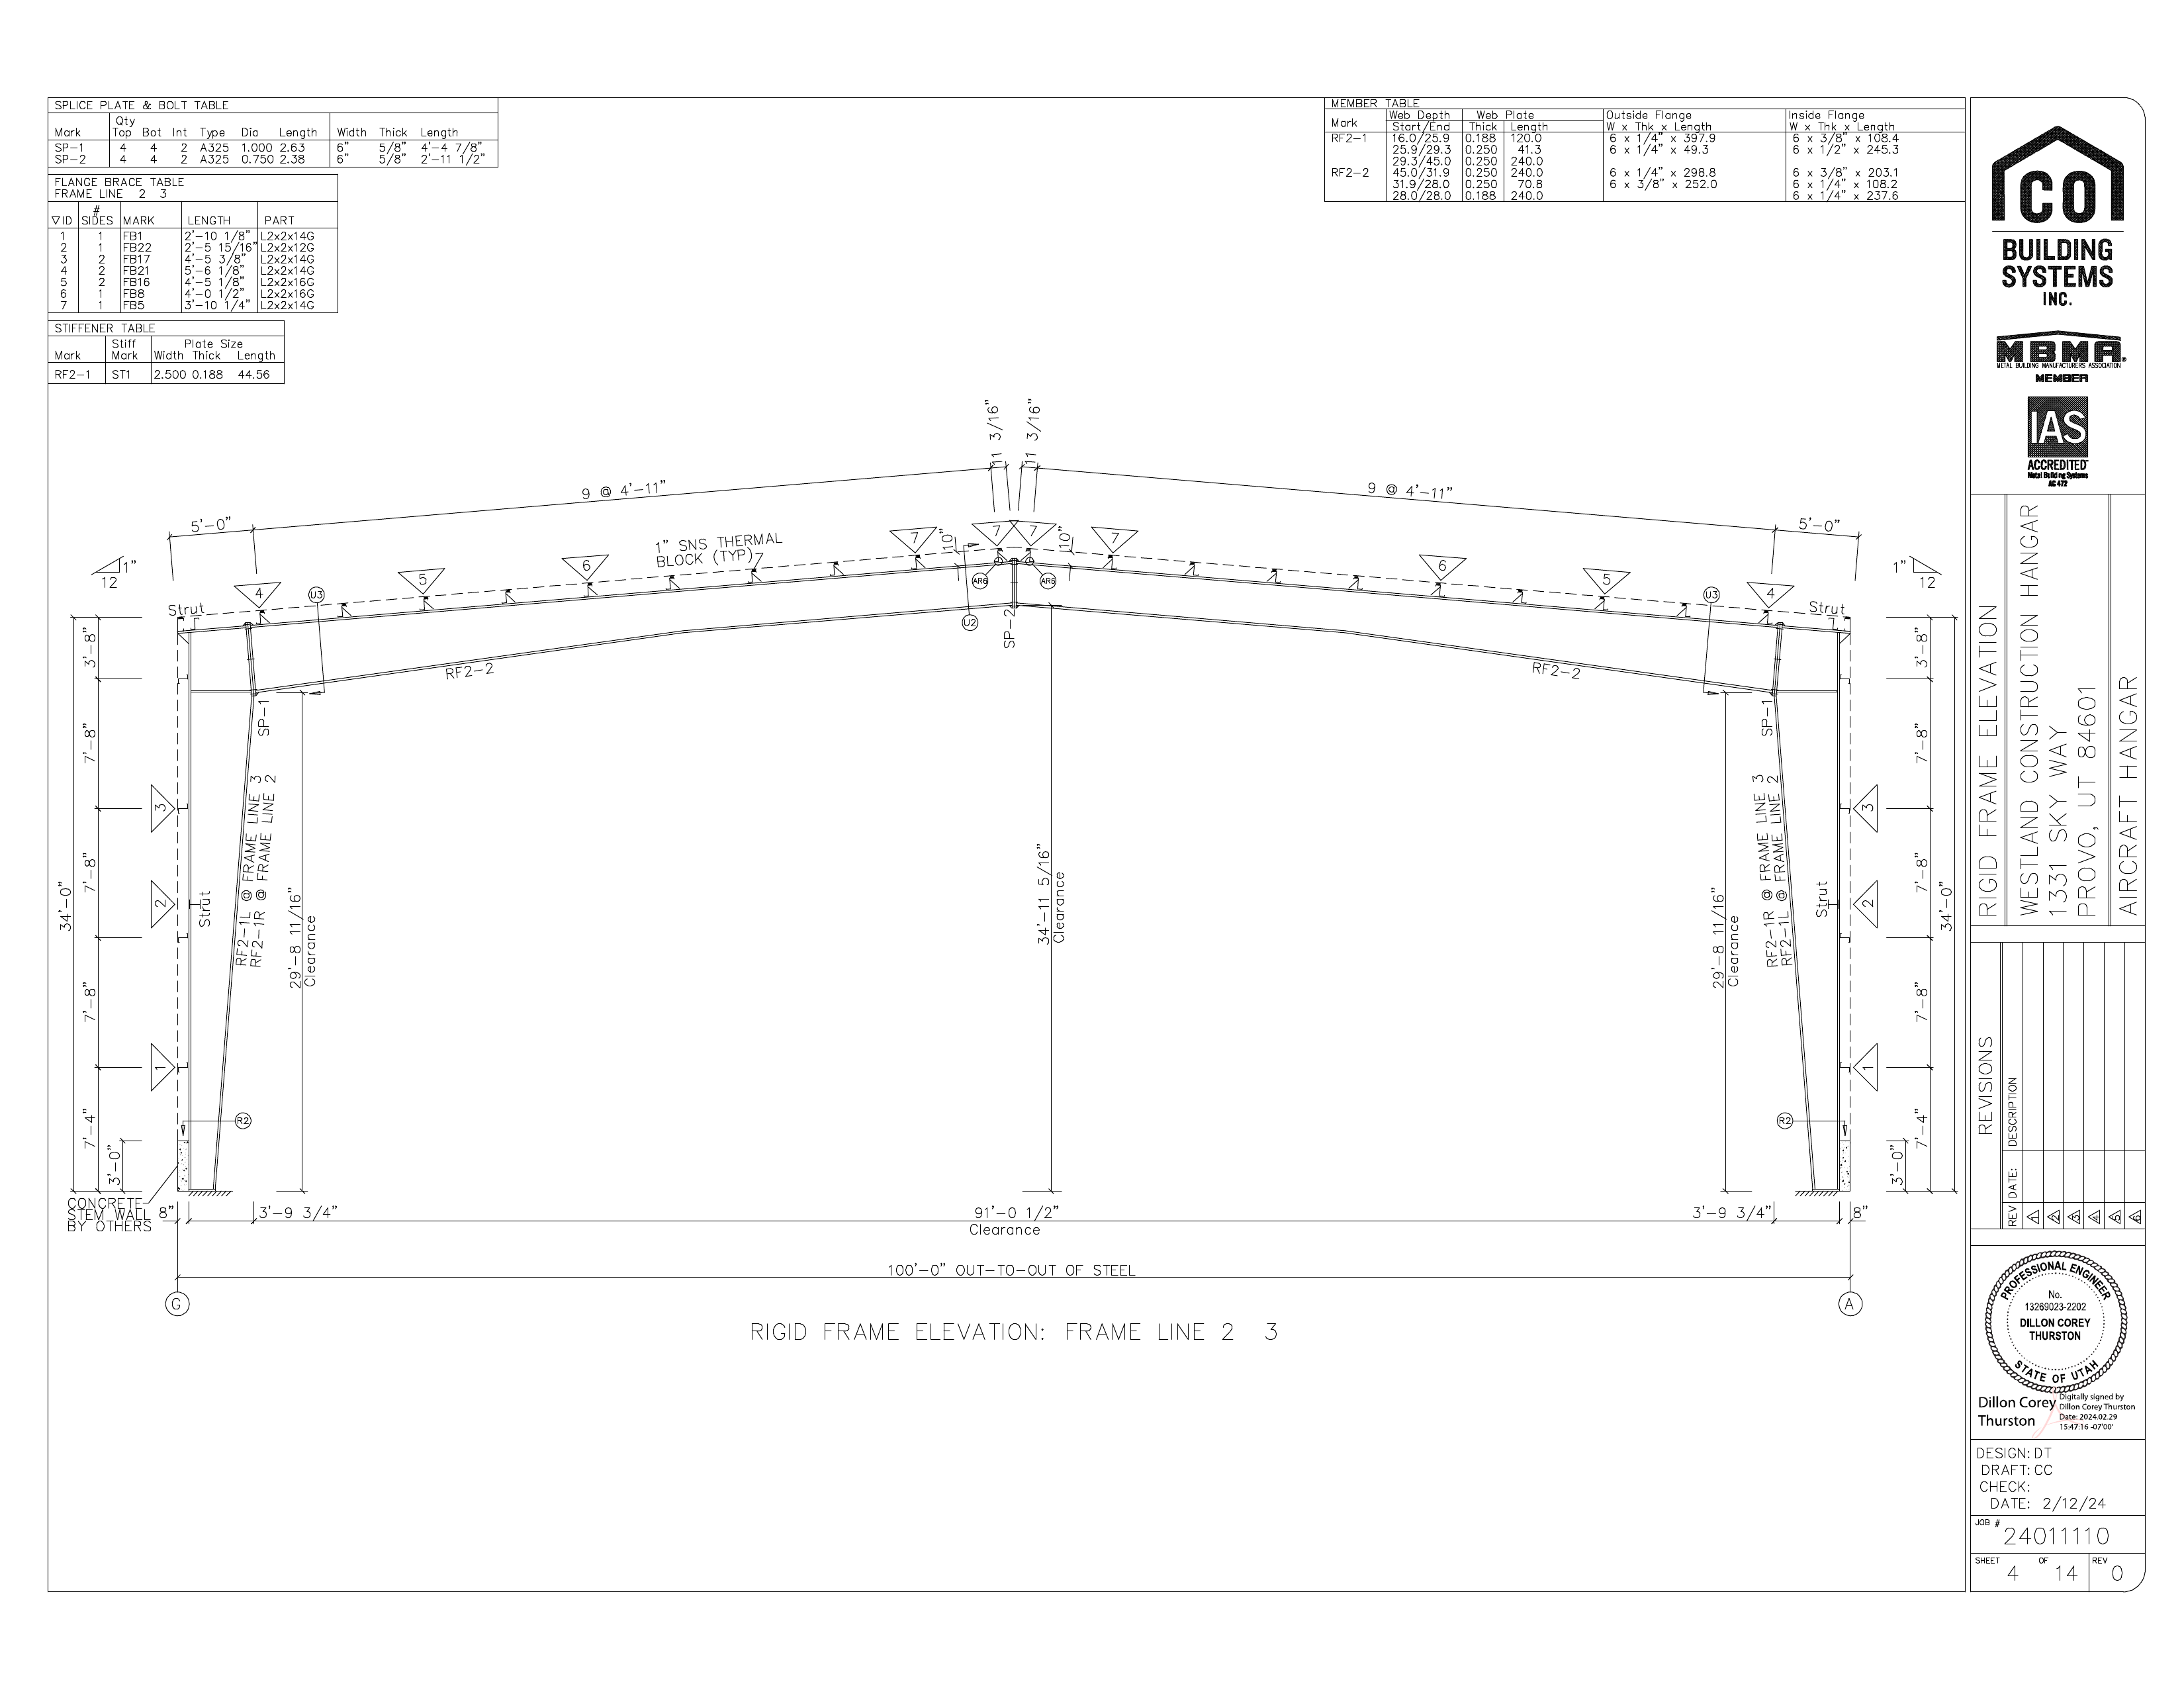 SPLICE PLATE & BOLT TABLE
Qty
Mark Top Bot Int Type Dia Length Width Thick Length
SP-1 4 4 2 A325 1.000 2.63 6" 5/8" 4'-4 7/8"
SP-2 4 4 2 A325 0.750 2.38 6" 5/8" 2'-11 1/2"
FLANGE BRACE TABLE
FRAME LINE 2 3
▽ID # SIDES MARK LENGTH PART
1 1 FB1 2'-10 1/8" L2x2x14G
2 1 FB22 2'-5 15/16" L2x2x12G
3 2 FB17 4'-5 3/8" L2x2x14G
4 2 FB21 5'-6 1/8" L2x2x14G
5 2 FB16 4'-5 1/8" L2x2x16G
6 1 FB8 4'-0 1/2" L2x2x16G
7 1 FB5 3'-10 1/4" L2x2x14G
STIFFENER TABLE
Stiff Plate Size
Mark Mark Width Thick Length
RF2-1 ST1 2.500 0.188 44.56
MEMBER TABLE
Web Depth Web Plate Outside Flange Inside Flange
Mark Start/End Thick Length W x Thk x Length W x Thk x Length
RF2-1 16.0/25.9 0.188 120.0 6 x 1/4" x 397.9 6 x 3/8" x 108.4
25.9/29.3 0.250 41.3 6 x 1/4" x 49.3 6 x 1/2" x 245.3
29.3/45.0 0.250 240.0
RF2-2 45.0/31.9 0.250 240.0 6 x 1/4" x 298.8 6 x 3/8" x 203.1
31.9/28.0 0.250 70.8 6 x 3/8" x 252.0 6 x 1/4" x 108.2
28.0/28.0 0.188 240.0 6 x 1/4" x 237.6
11 3/16" 11 3/16"
9 @ 4'-11" 9 @ 4'-11"
5'-0" 5'-0"
1" SNS THERMAL
BLOCK (TYP)
7 7 7 7 7
10" 10"
1" 12 1" 12
4 5 6 6 5 4
U3 AR6 AR6 U3
U2
Strut Strut
SP-2
RF2-2 RF2-2
3'-8" 3'-8"
SP-1 SP-1
7'-8" 7'-8"
3 3
RF2-1L @ FRAME LINE 3
RF2-1R @ FRAME LINE 2
RF2-1R @ FRAME LINE 3
RF2-1L @ FRAME LINE 2
7'-8" 7'-8"
34'-0" 34'-0"
2 2
Strut Strut
29'-8 11/16"
Clearance
34'-11 5/16"
Clearance
29'-8 11/16"
Clearance
7'-8" 7'-8"
1 1
R2 R2
7'-4" 7'-4"
3'-0" 3'-0"
CONCRETE
STEM WALL
BY OTHERS
8" 3'-9 3/4" 91'-0 1/2" 3'-9 3/4" 8"
Clearance
100'-0" OUT-TO-OUT OF STEEL
G A
RIGID FRAME ELEVATION: FRAME LINE 2 3
CO
BUILDING
SYSTEMS
INC.
MBMA
METAL BUILDING MANUFACTURERS ASSOCIATION
MEMBER
IAS
ACCREDITED
Metal Building Systems
AC 472
RIGID FRAME ELEVATION
WESTLAND CONSTRUCTION HANGAR
1331 SKY WAY
PROVO, UT 84601
AIRCRAFT HANGAR
REVISIONS
REV DATE: DESCRIPTION
1
2
3
4
5
6
PROFESSIONAL ENGINEER
No.
13269023-2202
DILLON COREY
THURSTON
STATE OF UTAH
Dillon Corey
Thurston
Digitally signed by
Dillon Corey Thurston
Date: 2024.02.29
15:47:16 -07'00'
DESIGN: DT
DRAFT: CC
CHECK:
DATE: 2/12/24
JOB #
24011110
SHEET 4 OF 14 REV 0